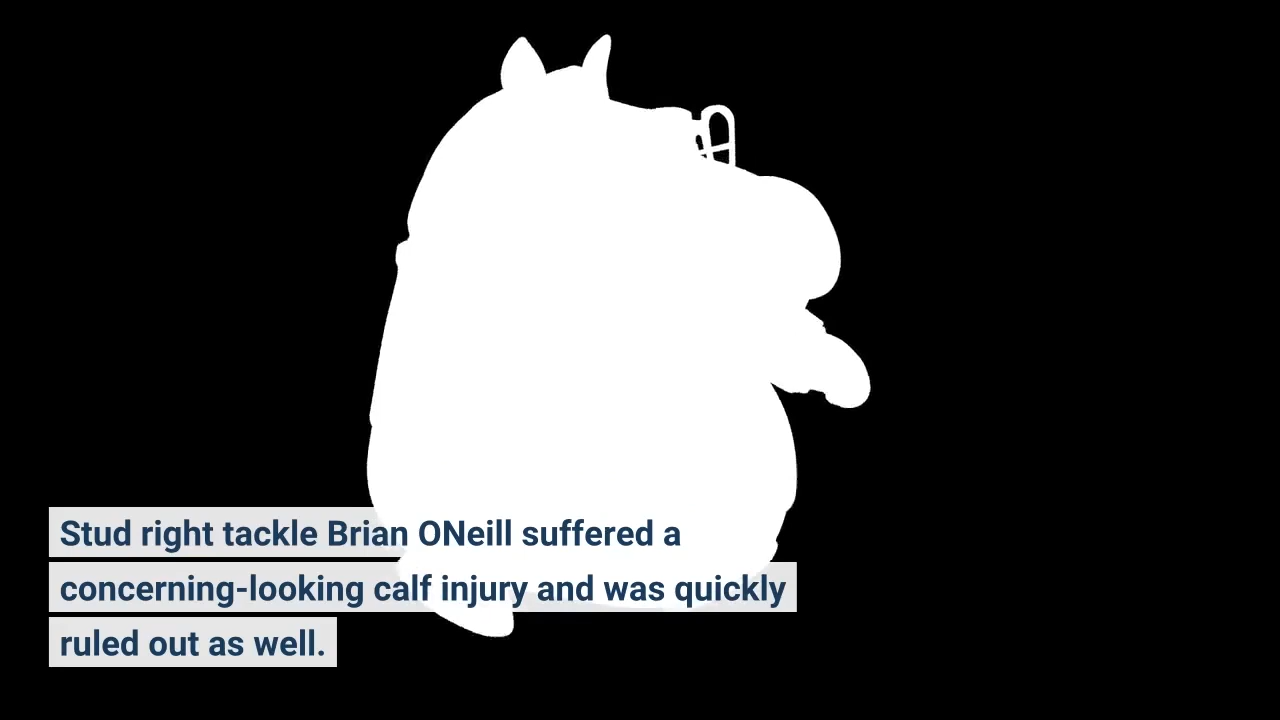 Stud right tackle Brian ONeill suffered a
concerning-looking calf injury and was quickly
ruled out as well.